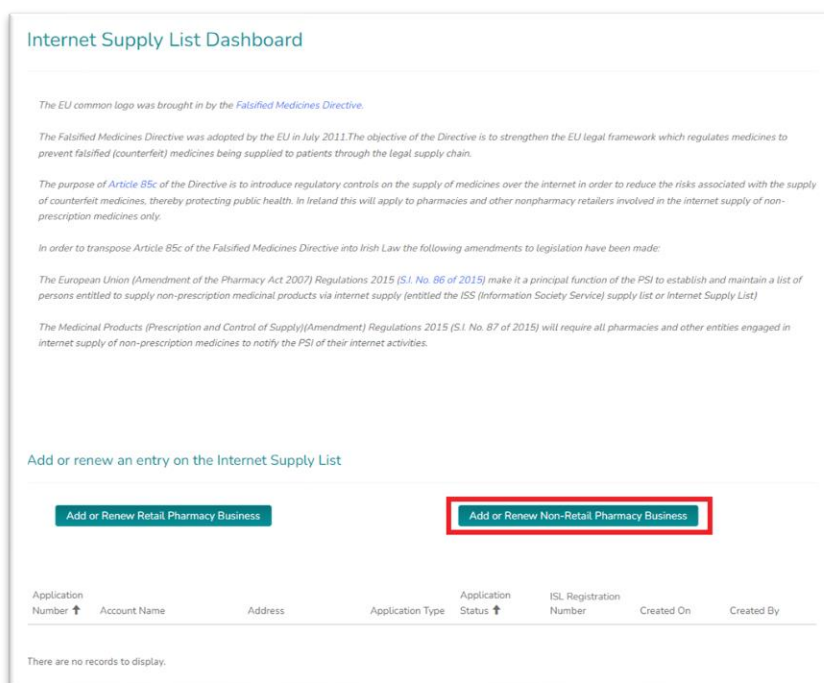 Internet Supply List Dashboard
The EU common logo was brought in by the Falsified Medicines Directive.
The Falsified Medicines Directive was adopted by the EU in July 2011.The objective of the Directive is to strengthen the EU legal framework which regulates medicines to
prevent falsified (counterfeit) medicines being supplied to patients through the legal supply chain.
The purpose of Article 85c of the Directive is to introduce regulatory controls on the supply of medicines over the internet in order to reduce the risks associated with the supply
of counterfeit medicines, thereby protecting public health. In Ireland this will apply to pharmacies and other nonpharmacy retailers involved in the internet supply of non-
prescription medicines only.
In order to transpose Article 85c of the Falsified Medicines Directive into Irish Law the following amendments to legislation have been made:
The European Union (Amendment of the Pharmacy Act 2007) Regulations 2015 (S.I. No. 86 of 2015) make it a principal function of the PSI to establish and maintain a list of
persons entitled to supply non-prescription medicinal products via internet supply (entitled the ISS (Information Society Service) supply list or Internet Supply List)
The Medicinal Products (Prescription and Control of Supply)(Amendment) Regulations 2015 (S.I. No. 87 of 2015) will require all pharmacies and other entities engaged in
internet supply of non-prescription medicines to notify the PSI of their internet activities.
Add or renew an entry on the Internet Supply List
Add or Renew Retail Pharmacy Business Add or Renew Non-Retail Pharmacy Business
Application Application ISL Registration
Number ↑ Account Name Address Application Type Status ↑ Number Created On Created By
There are no records to display.